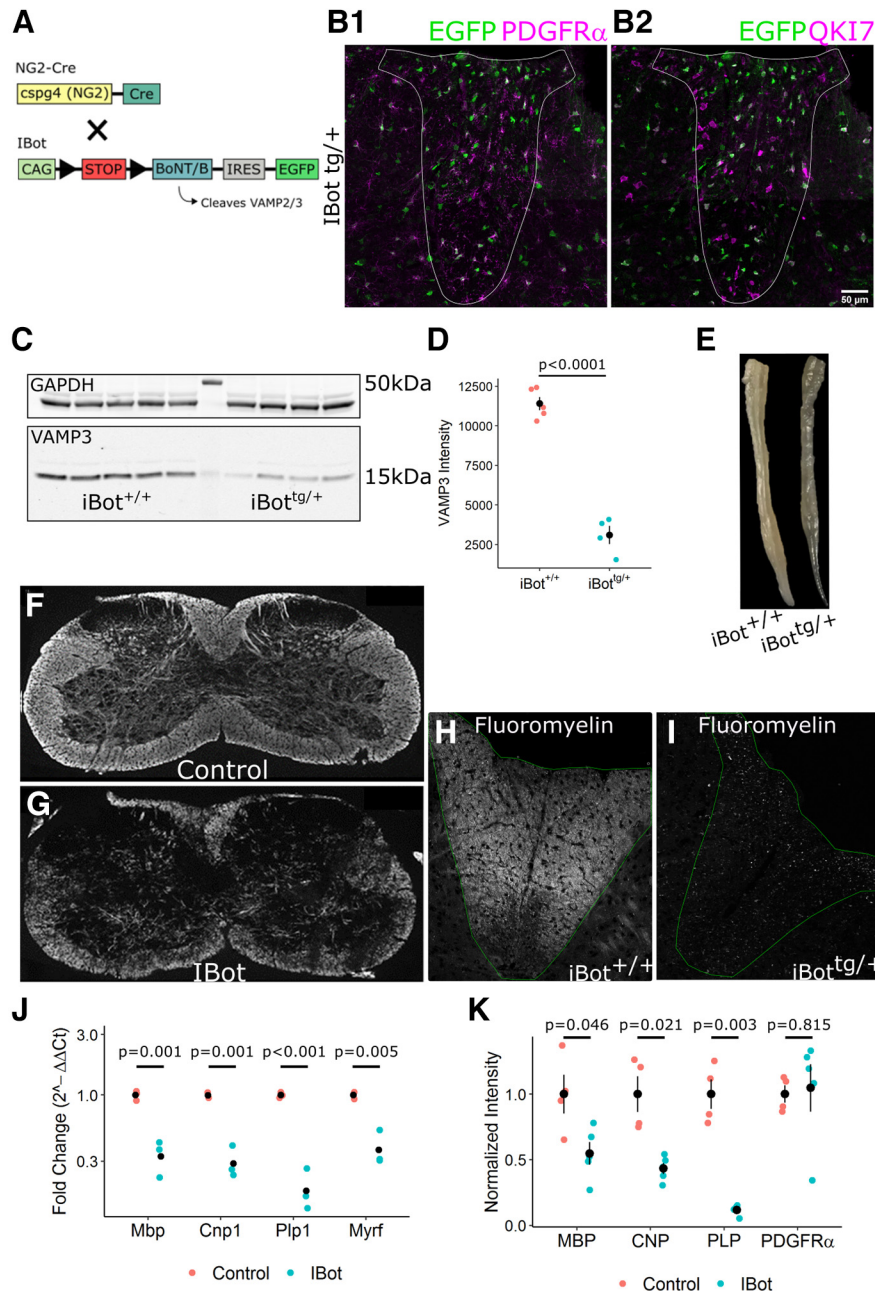 A
NG2-Cre
cspg4 (NG2) Cre
IBot
CAG STOP BoNT/B IRES EGFP
Cleaves VAMP2/3
B1
EGFP PDGFRα
IBot tg/+
B2
EGFP QKI7
50 µm
C
GAPDH
50kDa
VAMP3
15kDa
iBot+/+
iBottg/+
D
p<0.0001
VAMP3 Intensity
12500
10000
7500
5000
2500
iBot+/+
iBottg/+
E
iBot+/+
iBottg/+
F
Control
G
IBot
H
Fluoromyelin
iBot+/+
I
Fluoromyelin
iBottg/+
J
Fold Change (2^- ΔΔCt)
3.0
1.0
0.3
p=0.001
p=0.001
p<0.001
p=0.005
Mbp
Cnp1
Plp1
Myrf
Control
IBot
K
Normalized Intensity
1.0
0.5
0.0
p=0.046
p=0.021
p=0.003
p=0.815
MBP
CNP
PLP
PDGFRα
Control
IBot